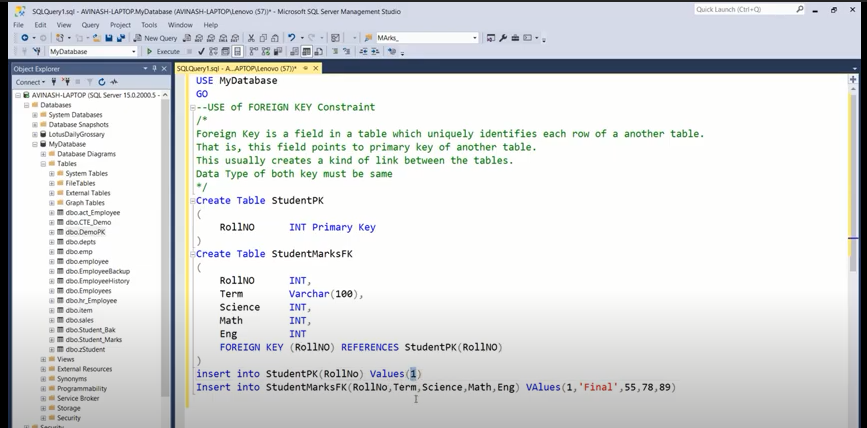 SQLQuery1.sql - AVINASH-LAPTOP.MyDatabase (AVINASH-LAPTOP\Lenovo (57))* - Microsoft SQL Server Management Studio
Quick Launch (Ctrl+Q)
File Edit View Query Project Tools Window Help
New Query
MArks_
MyDatabase
Execute
Object Explorer
SQLQuery1.sql - A...APTOP\Lenovo (57))*
Connect
AVINASH-LAPTOP (SQL Server 15.0.2000.5
Databases
System Databases
Database Snapshots
LotusDailyGrossary
MyDatabase
Database Diagrams
Tables
System Tables
FileTables
External Tables
Graph Tables
dbo.act_Employee
dbo.CTE_Demo
dbo.DemoPK
dbo.depts
dbo.emp
dbo.employee
dbo.EmployeeBackup
dbo.EmployeeHistory
dbo.Employees
dbo.hr_Employee
dbo.item
dbo.sales
dbo.Student_Bak
dbo.Student_Marks
dbo.zStudent
Views
External Resources
Synonyms
Programmability
Service Broker
Storage
Security
Security
USE MyDatabase
GO
--USE of FOREIGN KEY Constraint
/*
Foreign Key is a field in a table which uniquely identifies each row of a another table.
That is, this field points to primary key of another table.
This usually creates a kind of link between the tables.
Data Type of both key must be same
*/
Create Table StudentPK
(
RollNO INT Primary Key
)
Create Table StudentMarksFK
(
RollNO INT,
Term Varchar(100),
Science INT,
Math INT,
Eng INT
FOREIGN KEY (RollNO) REFERENCES StudentPK(RollNO)
)
insert into StudentPK(RollNo) Values(1)
Insert into StudentMarksFK(RollNo,Term,Science,Math,Eng) VAlues(1,'Final',55,78,89)